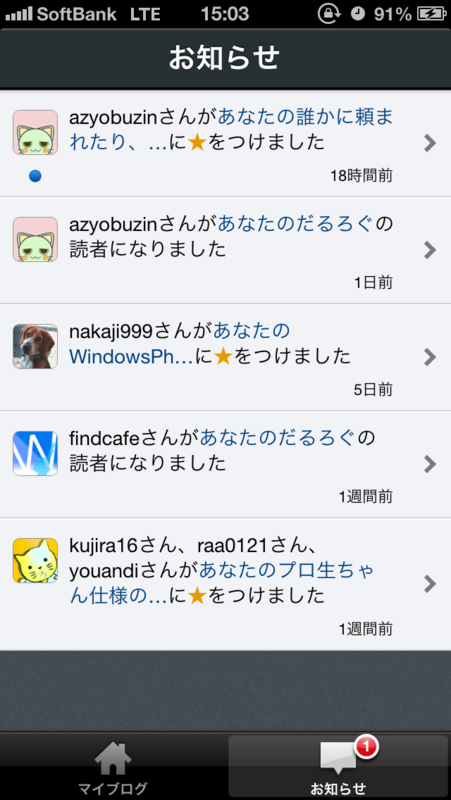 SoftBank LTE 15:03 91%
お知らせ
azyobuzinさんがあなたの誰かに頼ま
れたり、…に★をつけました
18時間前
azyobuzinさんがあなたのだるろぐの
読者になりました
1日前
nakaji999さんがあなたの
WindowsPh…に★をつけました
5日前
findcafeさんがあなたのだるろぐの
読者になりました
1週間前
kujira16さん、raa0121さん、
youandiさんがあなたのプロ生ちゃ
ん仕様の…に★をつけました
1週間前
1
マイブログ お知らせ